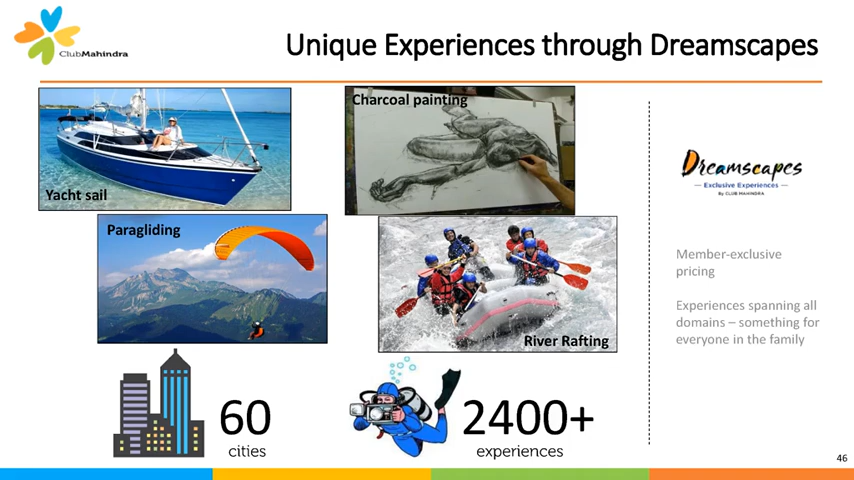 ClubMahindra
Unique Experiences through Dreamscapes
Yacht sail
Charcoal painting
Paragliding
River Rafting
60
cities
2400+
experiences
Dreamscapes
— Exclusive Experiences —
By CLUB MAHINDRA
Member-exclusive
pricing
Experiences spanning all
domains – something for
everyone in the family
46